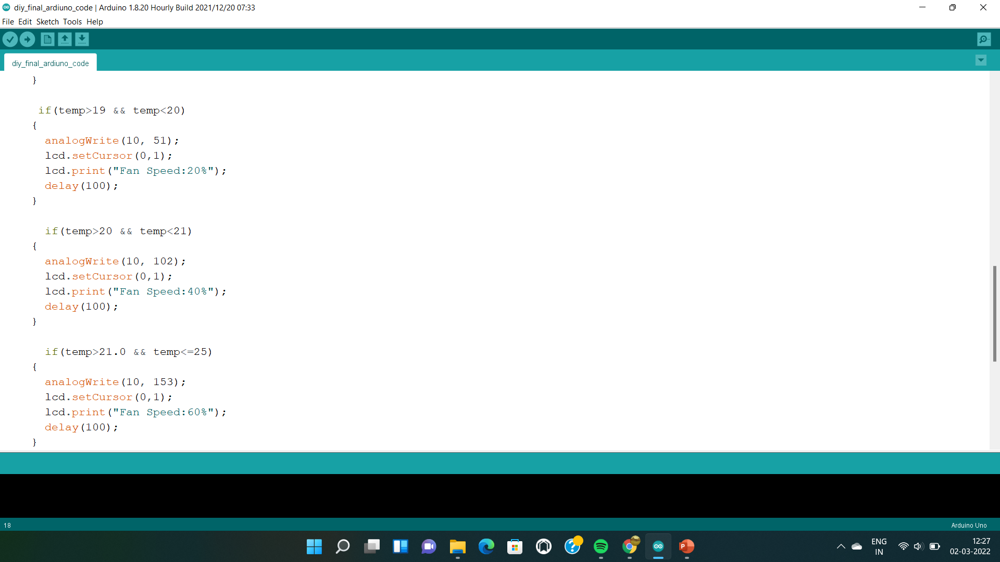 diy_final_ardiuno_code | Arduino 1.8.20 Hourly Build 2021/12/20 07:33
File Edit Sketch Tools Help
diy_final_ardiuno_code
}
if(temp>19 && temp<20)
{
analogWrite(10, 51);
lcd.setCursor(0,1);
lcd.print("Fan Speed:20%");
delay(100);
}
if(temp>20 && temp<21)
{
analogWrite(10, 102);
lcd.setCursor(0,1);
lcd.print("Fan Speed:40%");
delay(100);
}
if(temp>21.0 && temp<=25)
{
analogWrite(10, 153);
lcd.setCursor(0,1);
lcd.print("Fan Speed:60%");
delay(100);
}
18
Arduino Uno
ENG
IN
12:27
02-03-2022